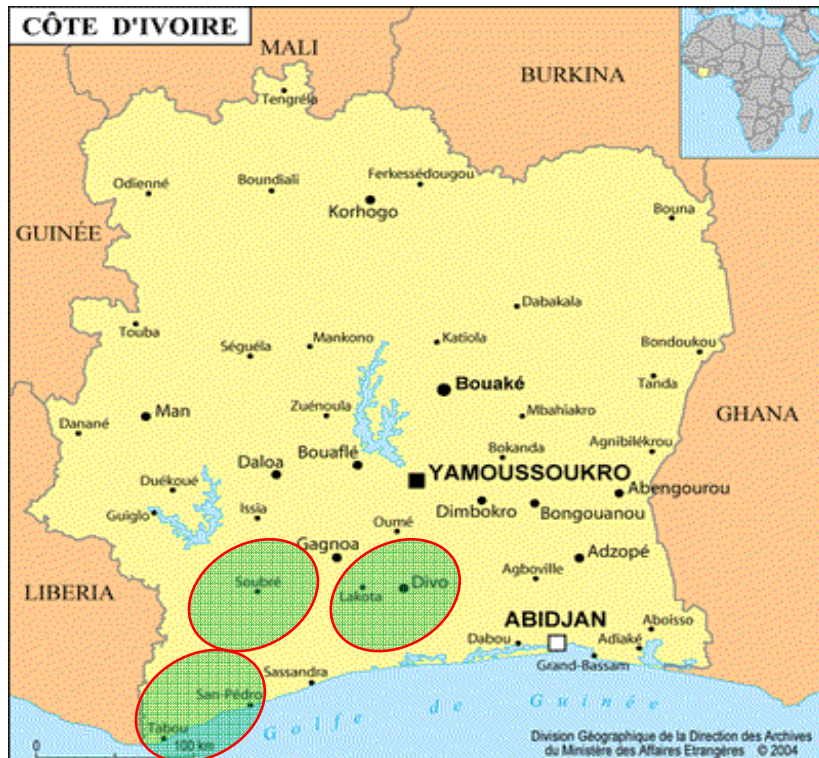 CÔTE D'IVOIRE
MALI
BURKINA
Tengréla
Odienné
Boundiali
Ferkessédougou
Korhogo
Bouna
GUINÉE
Dabakala
Touba
Séguéla
Mankono
Katiola
Bondoukou
Bouaké
Tanda
Man
Zuénoula
Mbahiakro
GHANA
Danané
Bokanda
Agnibilékrou
Daloa
Bouaflé
YAMOUSSOUKRO
Duékoué
Abengourou
Guiglo
Issia
Dimbokro
Bongouanou
Oumé
Gagnoa
Adzopé
LIBERIA
Soubré
Lakota
Divo
Agboville
ABIDJAN
Aboisso
Dabou
Adiaké
Grand-Bassam
Sassandra
San-Pédro
Golfe de Guinée
Tabou
0 100 km
Division Géographique de la Direction des Archives
du Ministère des Affaires Etrangères © 2004